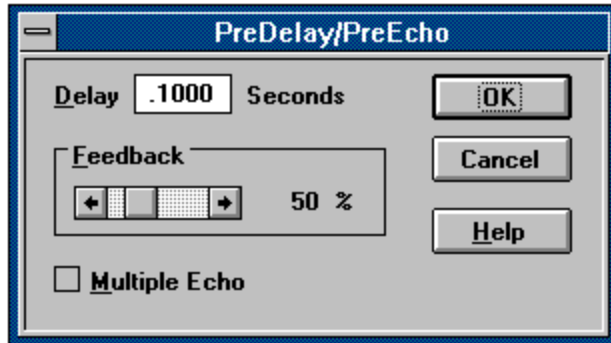 PreDelay/PreEcho
Delay .1000 Seconds
OK
Feedback
Cancel
50 %
Help
Multiple Echo